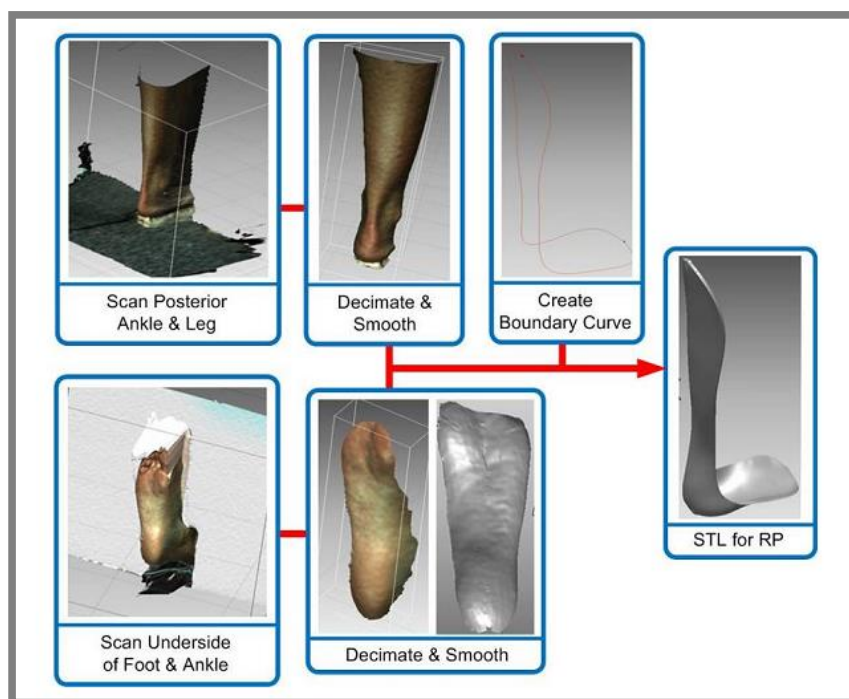 Scan Posterior
Ankle & Leg
Decimate &
Smooth
Create
Boundary Curve
STL for RP
Scan Underside
of Foot & Ankle
Decimate & Smooth